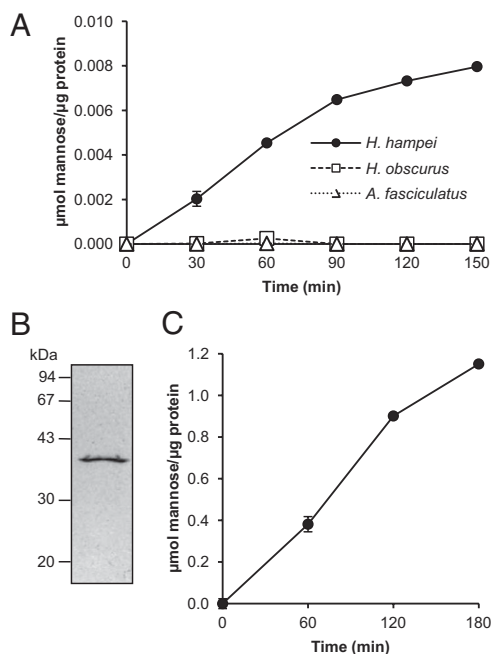 A
µmol mannose/µg protein
0.010
0.008
0.006
0.004
0.002
0.000
H. hampei
H. obscurus
A. fasciculatus
0 30 60 90 120 150
Time (min)
B
kDa
94
67
43
30
20
C
µmol mannose/µg protein
1.2
1.0
0.8
0.6
0.4
0.2
0.0
0 60 120 180
Time (min)